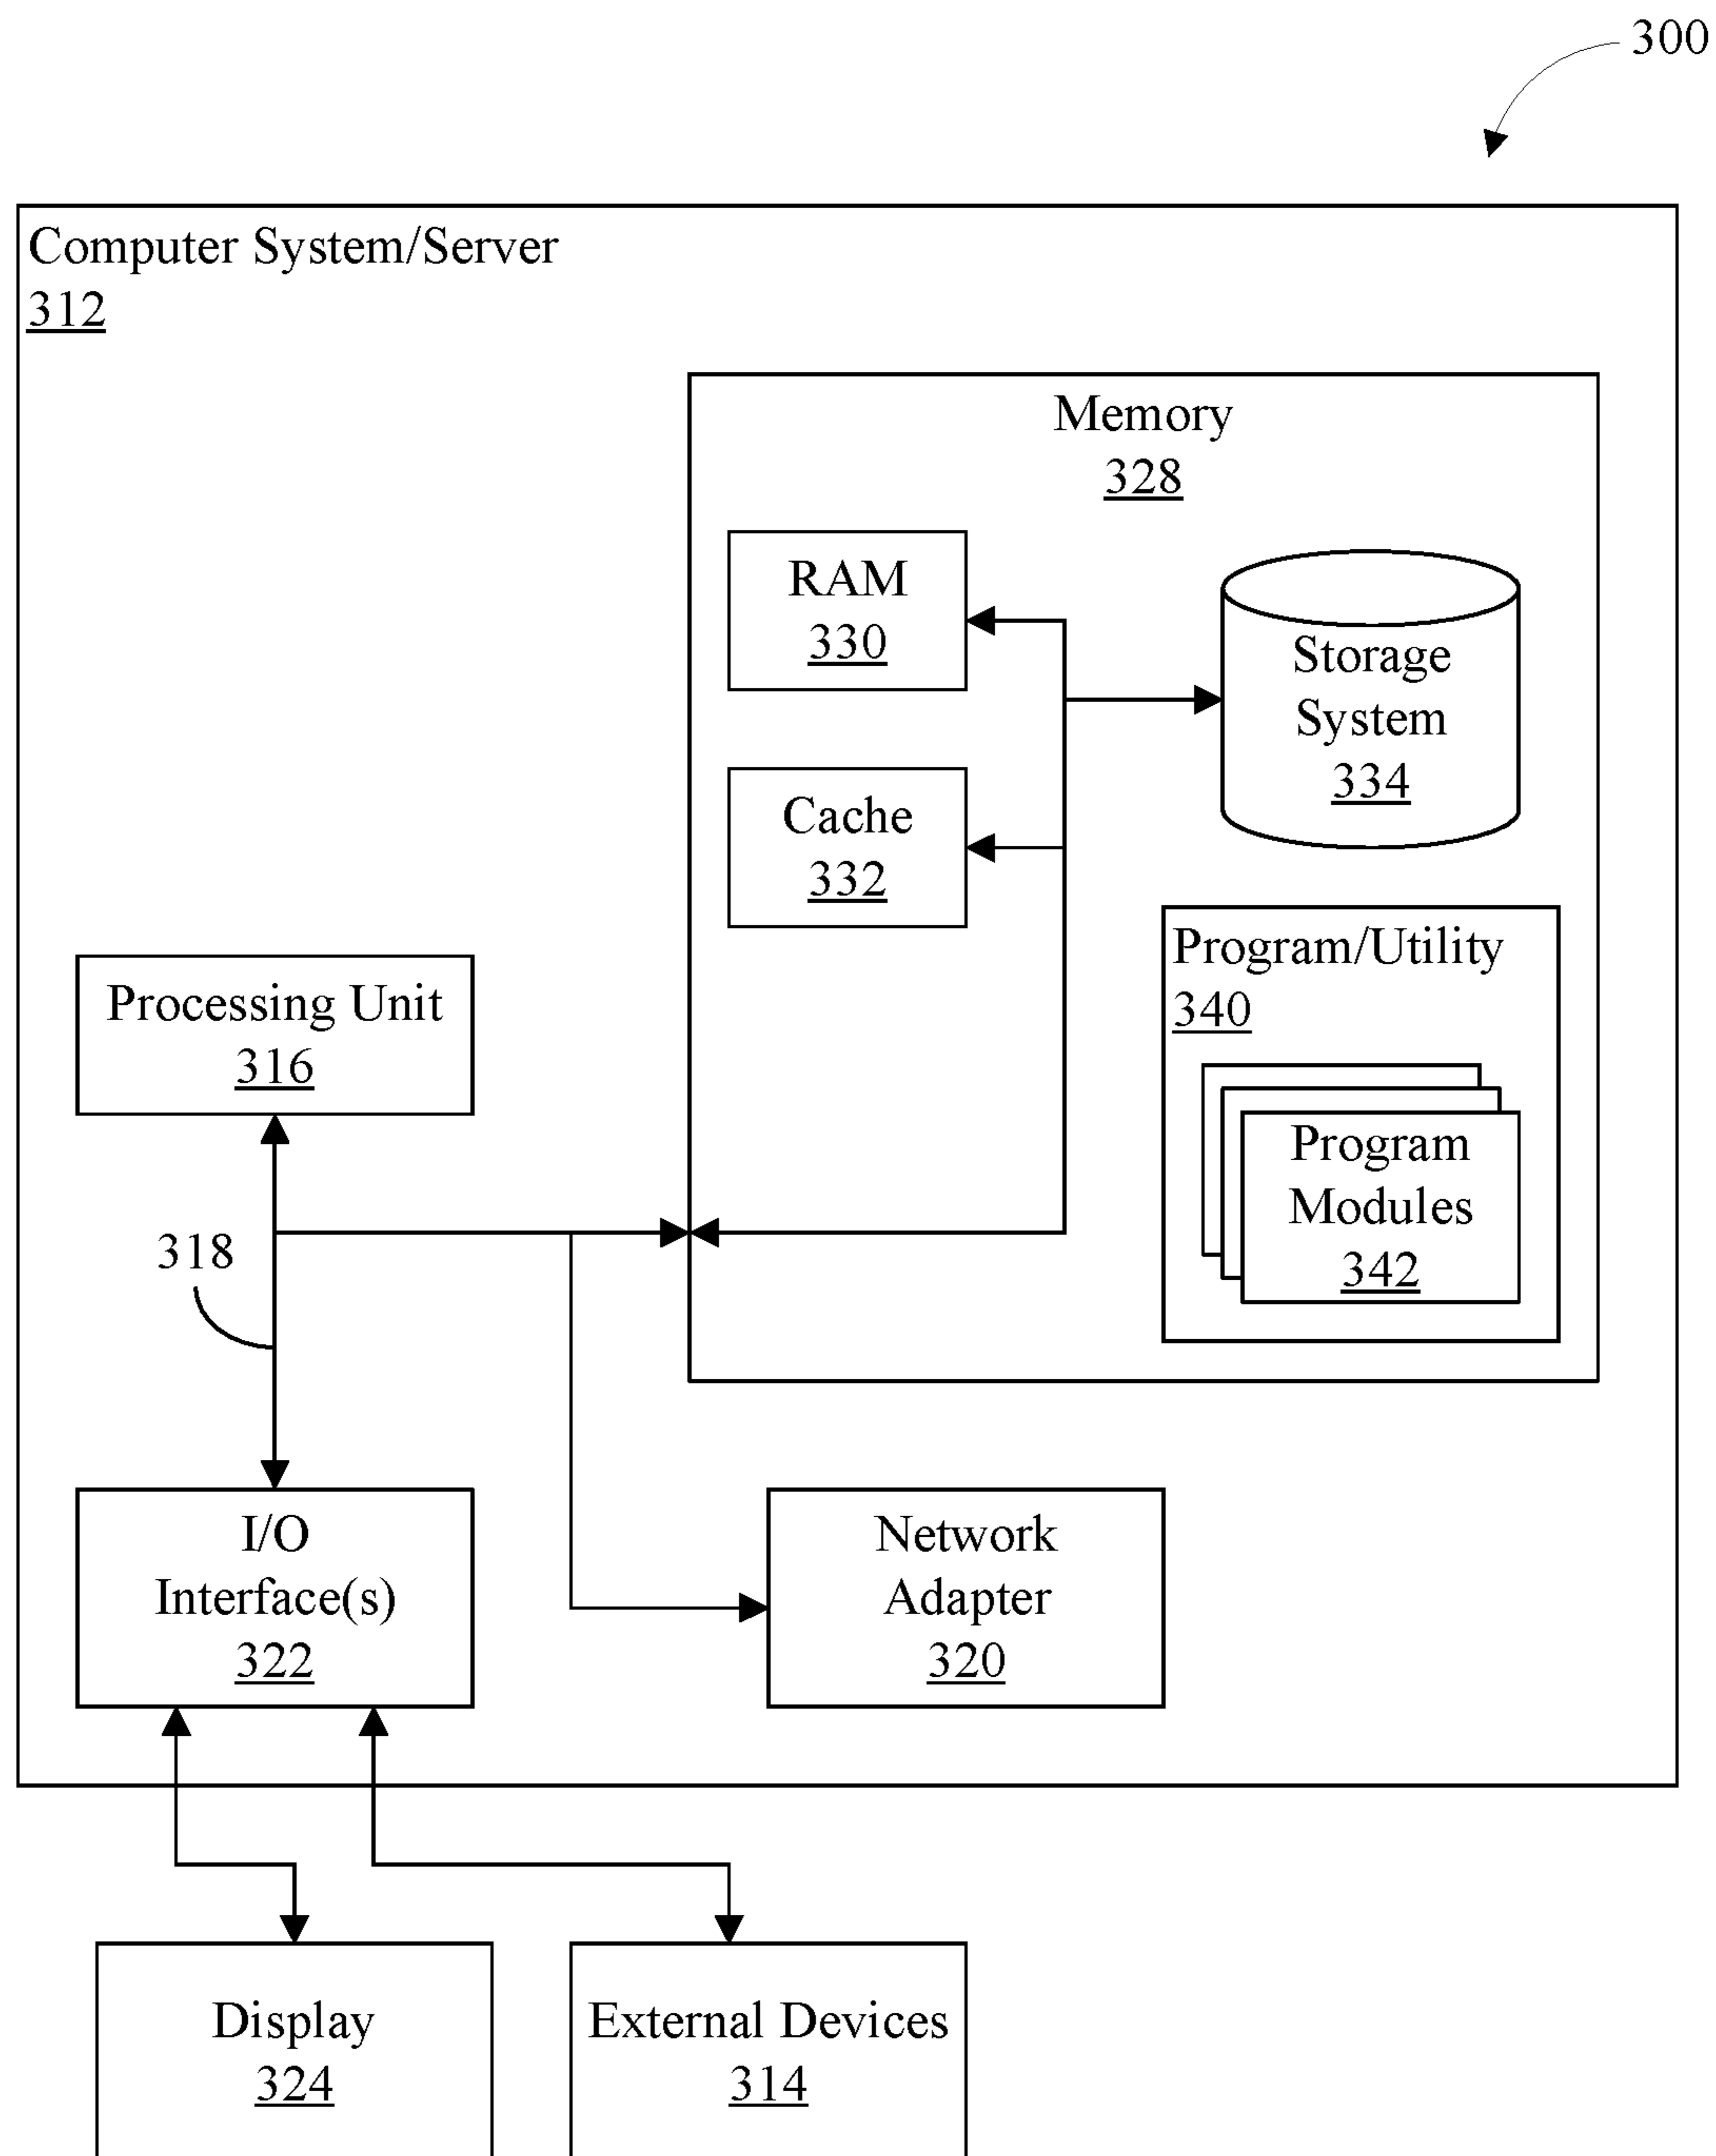 300
Computer System/Server
312
Memory
328
RAM
330
Storage
System
334
Cache
332
Program/Utility
340
Processing Unit
316
Program
Modules
342
318
I/O
Interface(s)
322
Network
Adapter
320
Display
324
External Devices
314